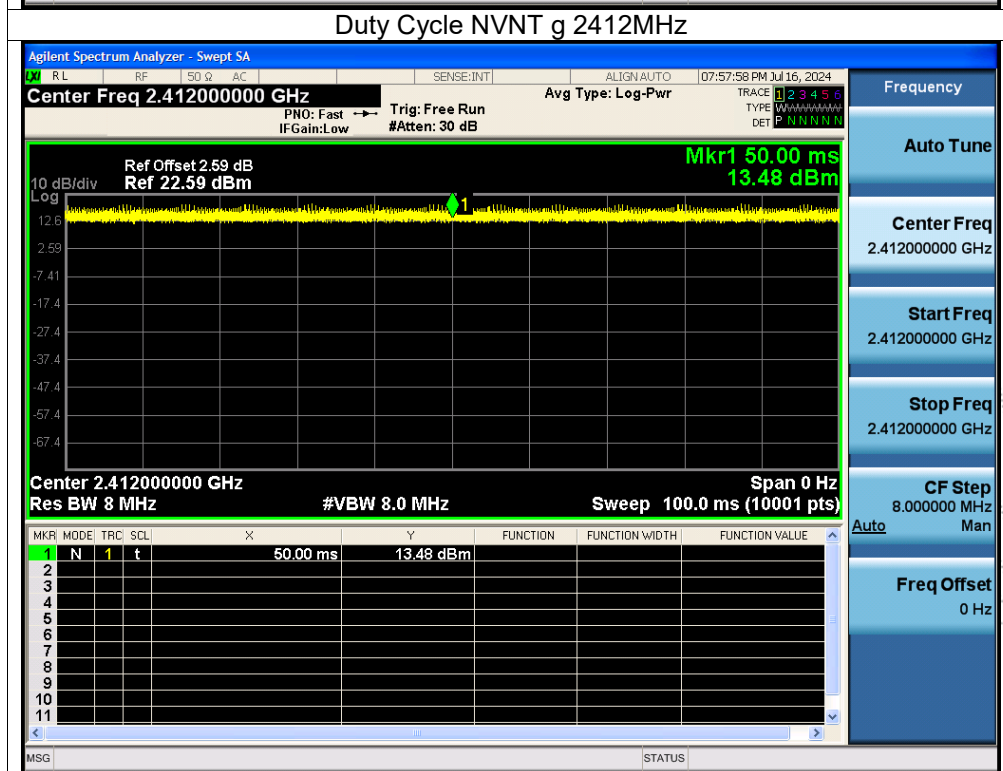 Duty Cycle NVNT g 2412MHz
Agilent Spectrum Analyzer - Swept SA
LXI RL RF 50 Ω AC SENSE:INT ALIGN AUTO 07:57:58 PM Jul 16, 2024
Center Freq 2.412000000 GHz
PNO: Fast
IFGain:Low
Trig: Free Run
#Atten: 30 dB
Avg Type: Log-Pwr
TRACE 1 2 3 4 5 6
TYPE
DET P N N N N N
Ref Offset 2.59 dB
Ref 22.59 dBm
10 dB/div
Log
Mkr1 50.00 ms
13.48 dBm
1
12.6
2.59
-7.41
-17.4
-27.4
-37.4
-47.4
-57.4
-67.4
Center 2.412000000 GHz Span 0 Hz
Res BW 8 MHz #VBW 8.0 MHz Sweep 100.0 ms (10001 pts)
MKR MODE TRC SCL X Y FUNCTION FUNCTION WIDTH FUNCTION VALUE
1 N 1 t 50.00 ms 13.48 dBm
2
3
4
5
6
7
8
9
10
11
MSG STATUS
Frequency
Auto Tune
Center Freq
2.412000000 GHz
Start Freq
2.412000000 GHz
Stop Freq
2.412000000 GHz
CF Step
8.000000 MHz
Auto Man
Freq Offset
0 Hz